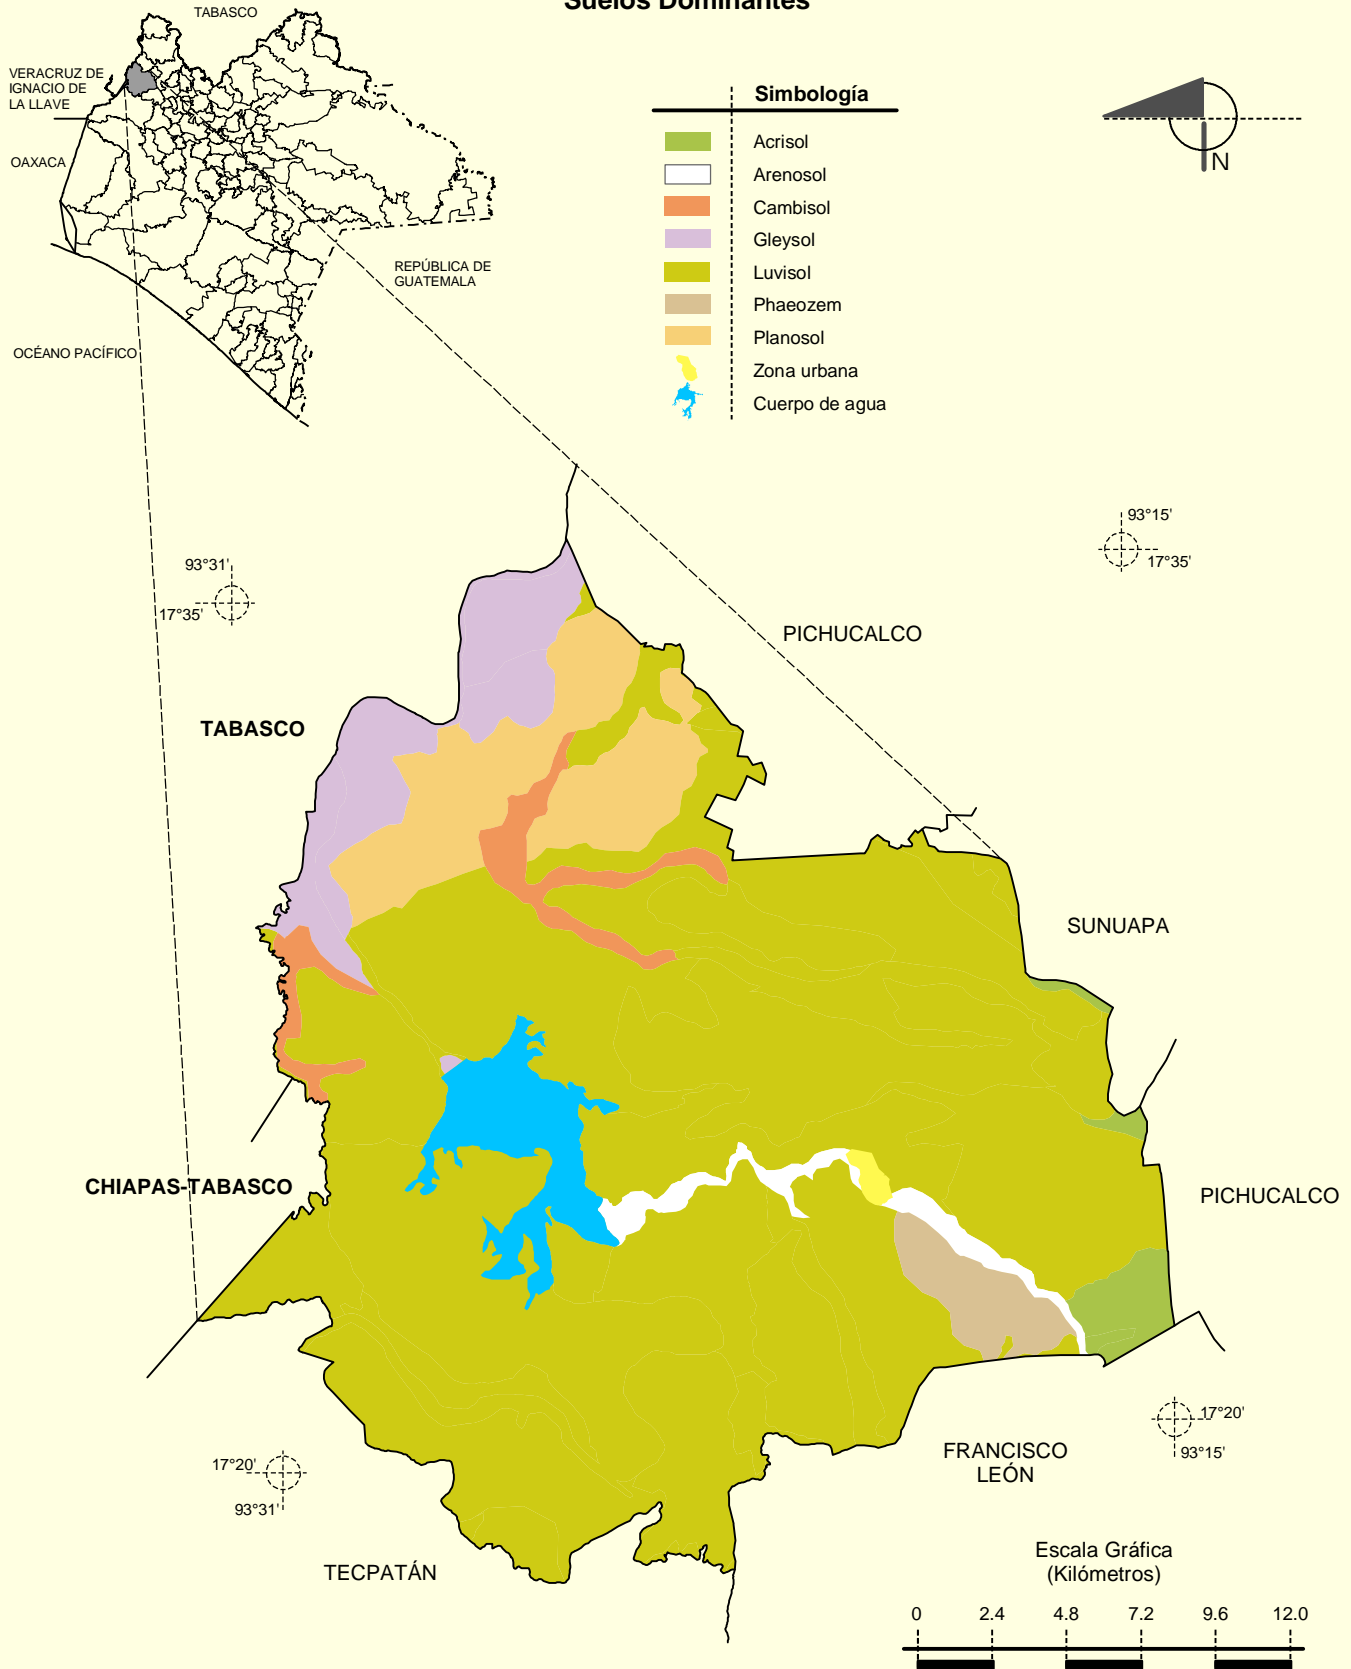 Suelos Dominantes
TABASCO
VERACRUZ DE
IGNACIO DE
LA LLAVE
OAXACA
REPÚBLICA DE
GUATEMALA
OCÉANO PACÍFICO
Simbología
Acrisol
Arenosol
Cambisol
Gleysol
Luvisol
Phaeozem
Planosol
Zona urbana
Cuerpo de agua
N
93°15'
17°35'
93°31'
17°35'
PICHUCALCO
TABASCO
SUNUAPA
CHIAPAS-TABASCO
PICHUCALCO
17°20'
93°15'
FRANCISCO
LEÓN
17°20'
93°31'
TECPATÁN
Escala Gráfica
(Kilómetros)
0 2.4 4.8 7.2 9.6 12.0